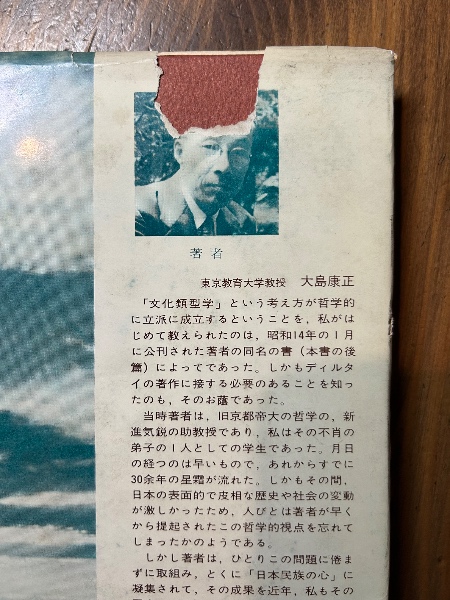 著者
東京教育大学教授 大島康正
「文化類型学」という考え方が哲学的
に立派に成立するということを，私がは
じめて教えられたのは，昭和14年の1月
に公刊された著者の同名の書（本書の後
篇）によってであった。しかもディルタ
イの著作に接する必要のあることを知っ
たのも，そのお蔭であった。
当時著者は，旧京都帝大の哲学の，新
進気鋭の助教授であり，私はその不肖の
弟子の1人としての学生であった。月日
の経つのは早いもので，あれからすでに
30余年の星霜が流れた。しかもその間，
日本の表面的で皮相な歴史や社会の変動
が激しかったため，人びとは著者が早く
から提起されたこの哲学的視点を忘れて
しまったかのようである。
しかし著者は，ひとりこの問題に倦ま
ずに取組み，とくに「日本民族の心」に
凝集されて，その成果を近年，私もその